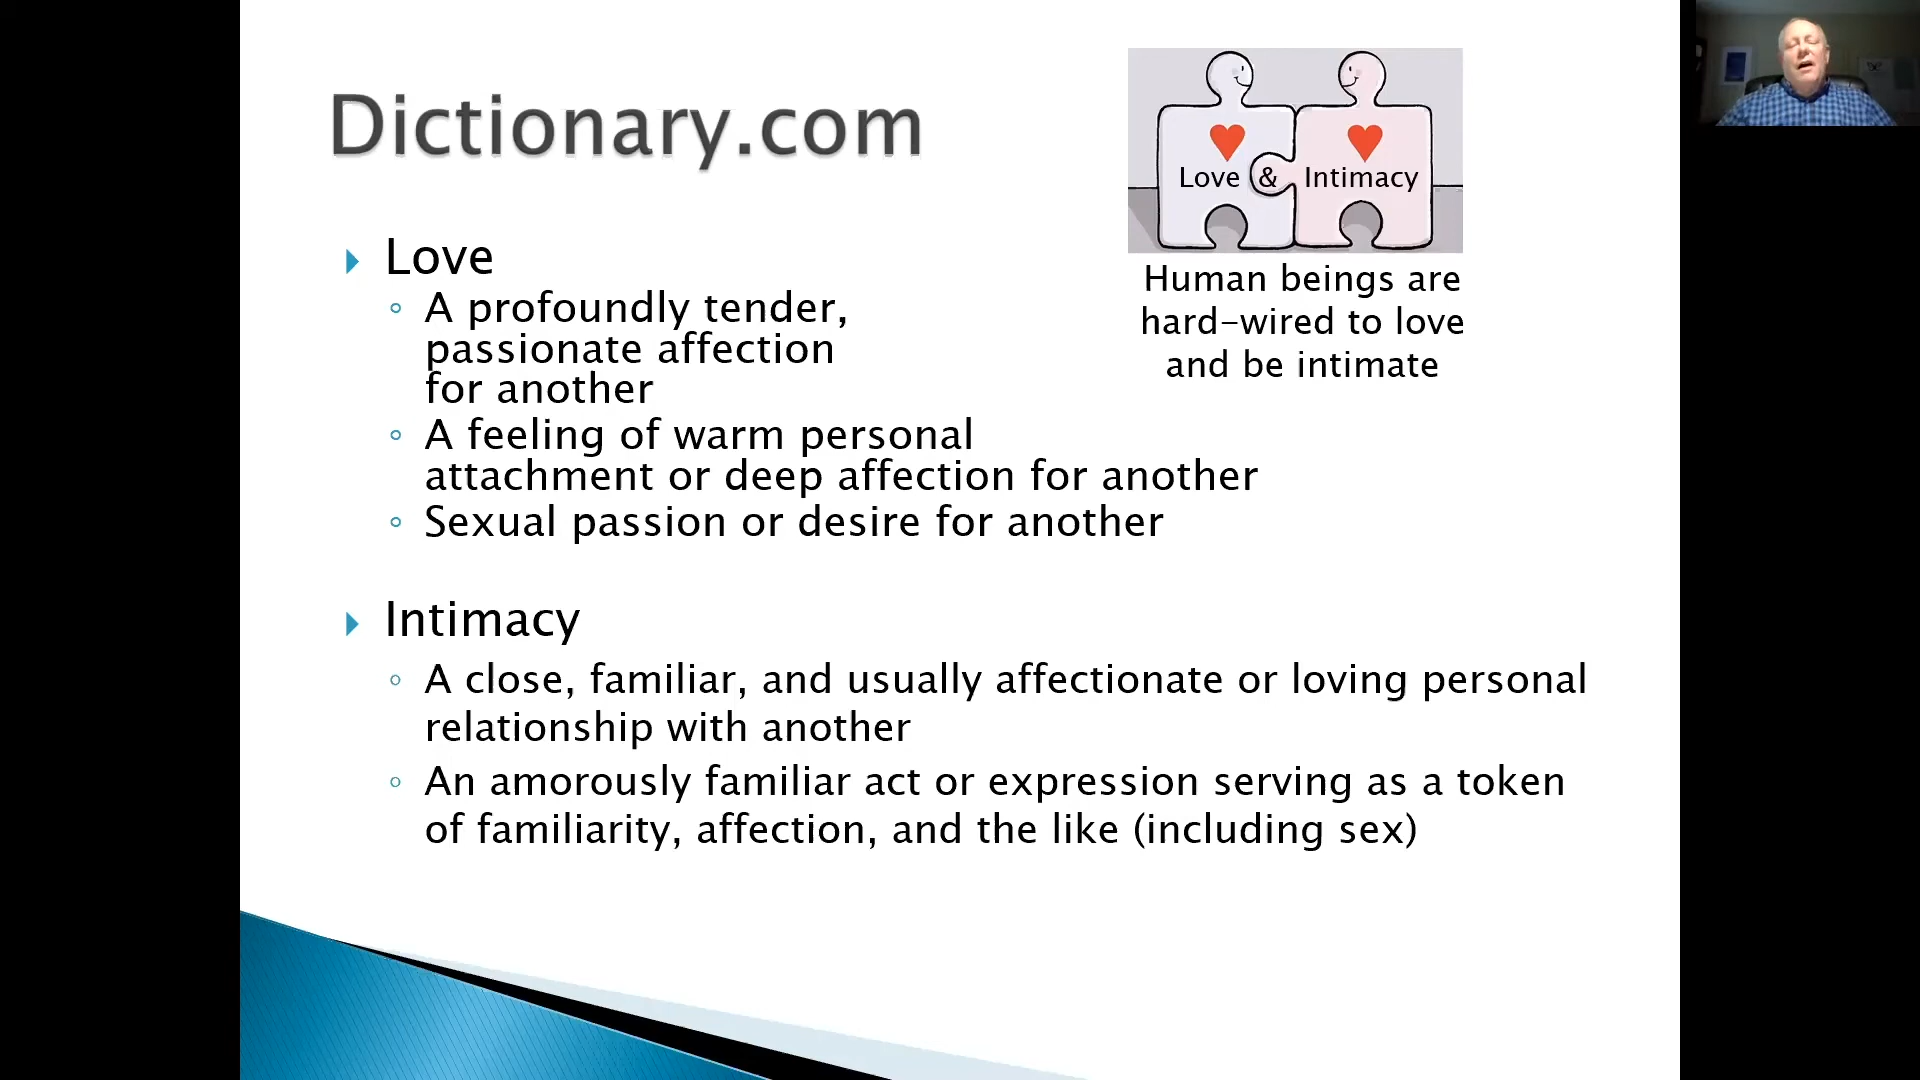 Dictionary.com
Love & Intimacy
Human beings are
hard-wired to love
and be intimate
Love
A profoundly tender,
passionate affection
for another
A feeling of warm personal
attachment or deep affection for another
Sexual passion or desire for another
Intimacy
A close, familiar, and usually affectionate or loving personal
relationship with another
An amorously familiar act or expression serving as a token
of familiarity, affection, and the like (including sex)